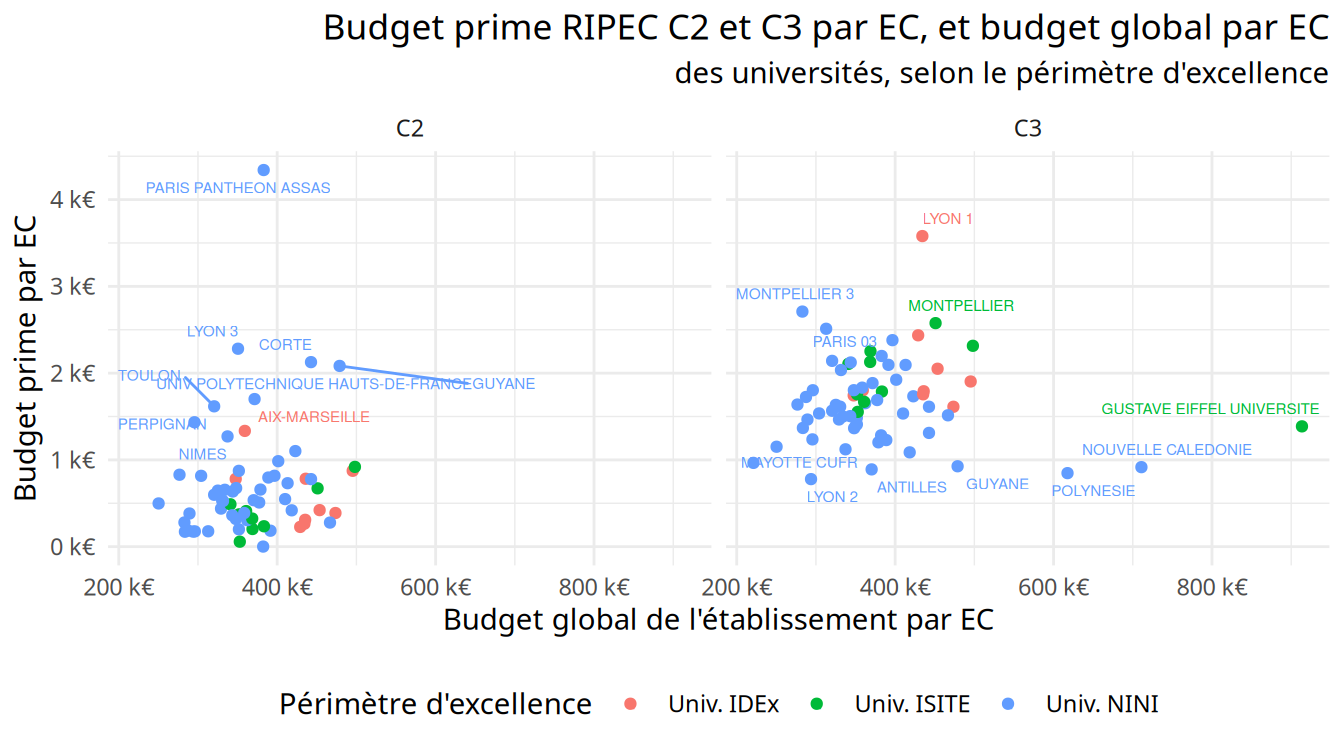 Budget prime RIPEC C2 et C3 par EC, et budget global par EC
des universités, selon le périmètre d'excellence
C2
C3
Budget prime par EC
4 k€
3 k€
2 k€
1 k€
0 k€
PARIS PANTHEON ASSAS
LYON 3
CORTE
TOULON
UNIV. POLYTECHNIQUE HAUTS-DE-FRANCE
GUYANE
PERPIGNAN
AIX-MARSEILLE
NIMES
LYON 1
MONTPELLIER 3
MONTPELLIER
PARIS 03
GUSTAVE EIFFEL UNIVERSITE
MAYOTTE CUFR
NOUVELLE CALEDONIE
LYON 2
ANTILLES
GUYANE
POLYNESIE
200 k€
400 k€
600 k€
800 k€
200 k€
400 k€
600 k€
800 k€
Budget global de l'établissement par EC
Périmètre d'excellence
Univ. IDEx
Univ. ISITE
Univ. NINI